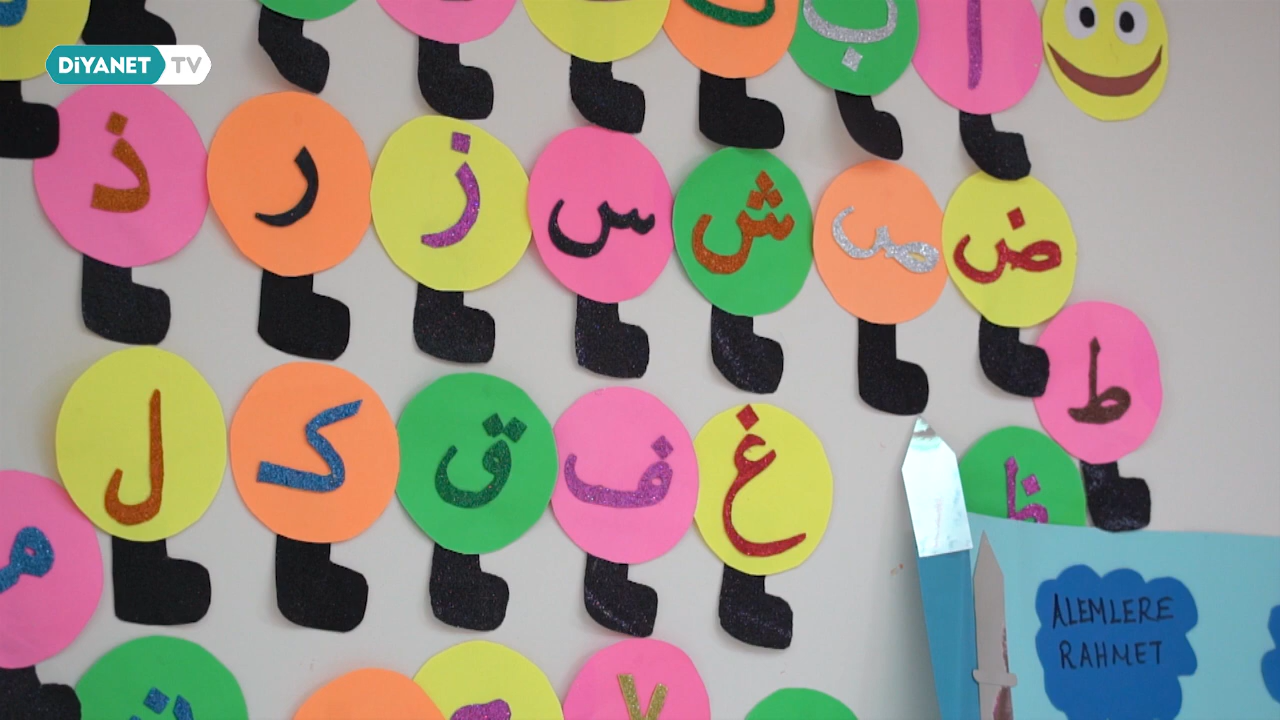 DİYANET TV
ا ب ت
ض ص ش س ز ر ذ
ط
ظ
غ ف ق ک ل م
ALEMLERE
RAHMET